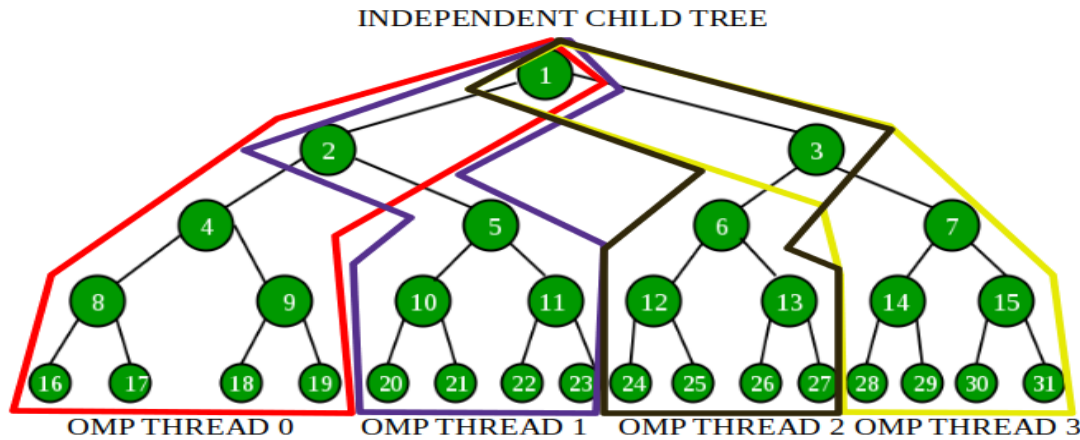 INDEPENDENT CHILD TREE
1
2 3
4 5 6 7
8 9 10 11 12 13 14 15
16 17 18 19 20 21 22 23 24 25 26 27 28 29 30 31
OMP THREAD 0 OMP THREAD 1 OMP THREAD 2 OMP THREAD 3